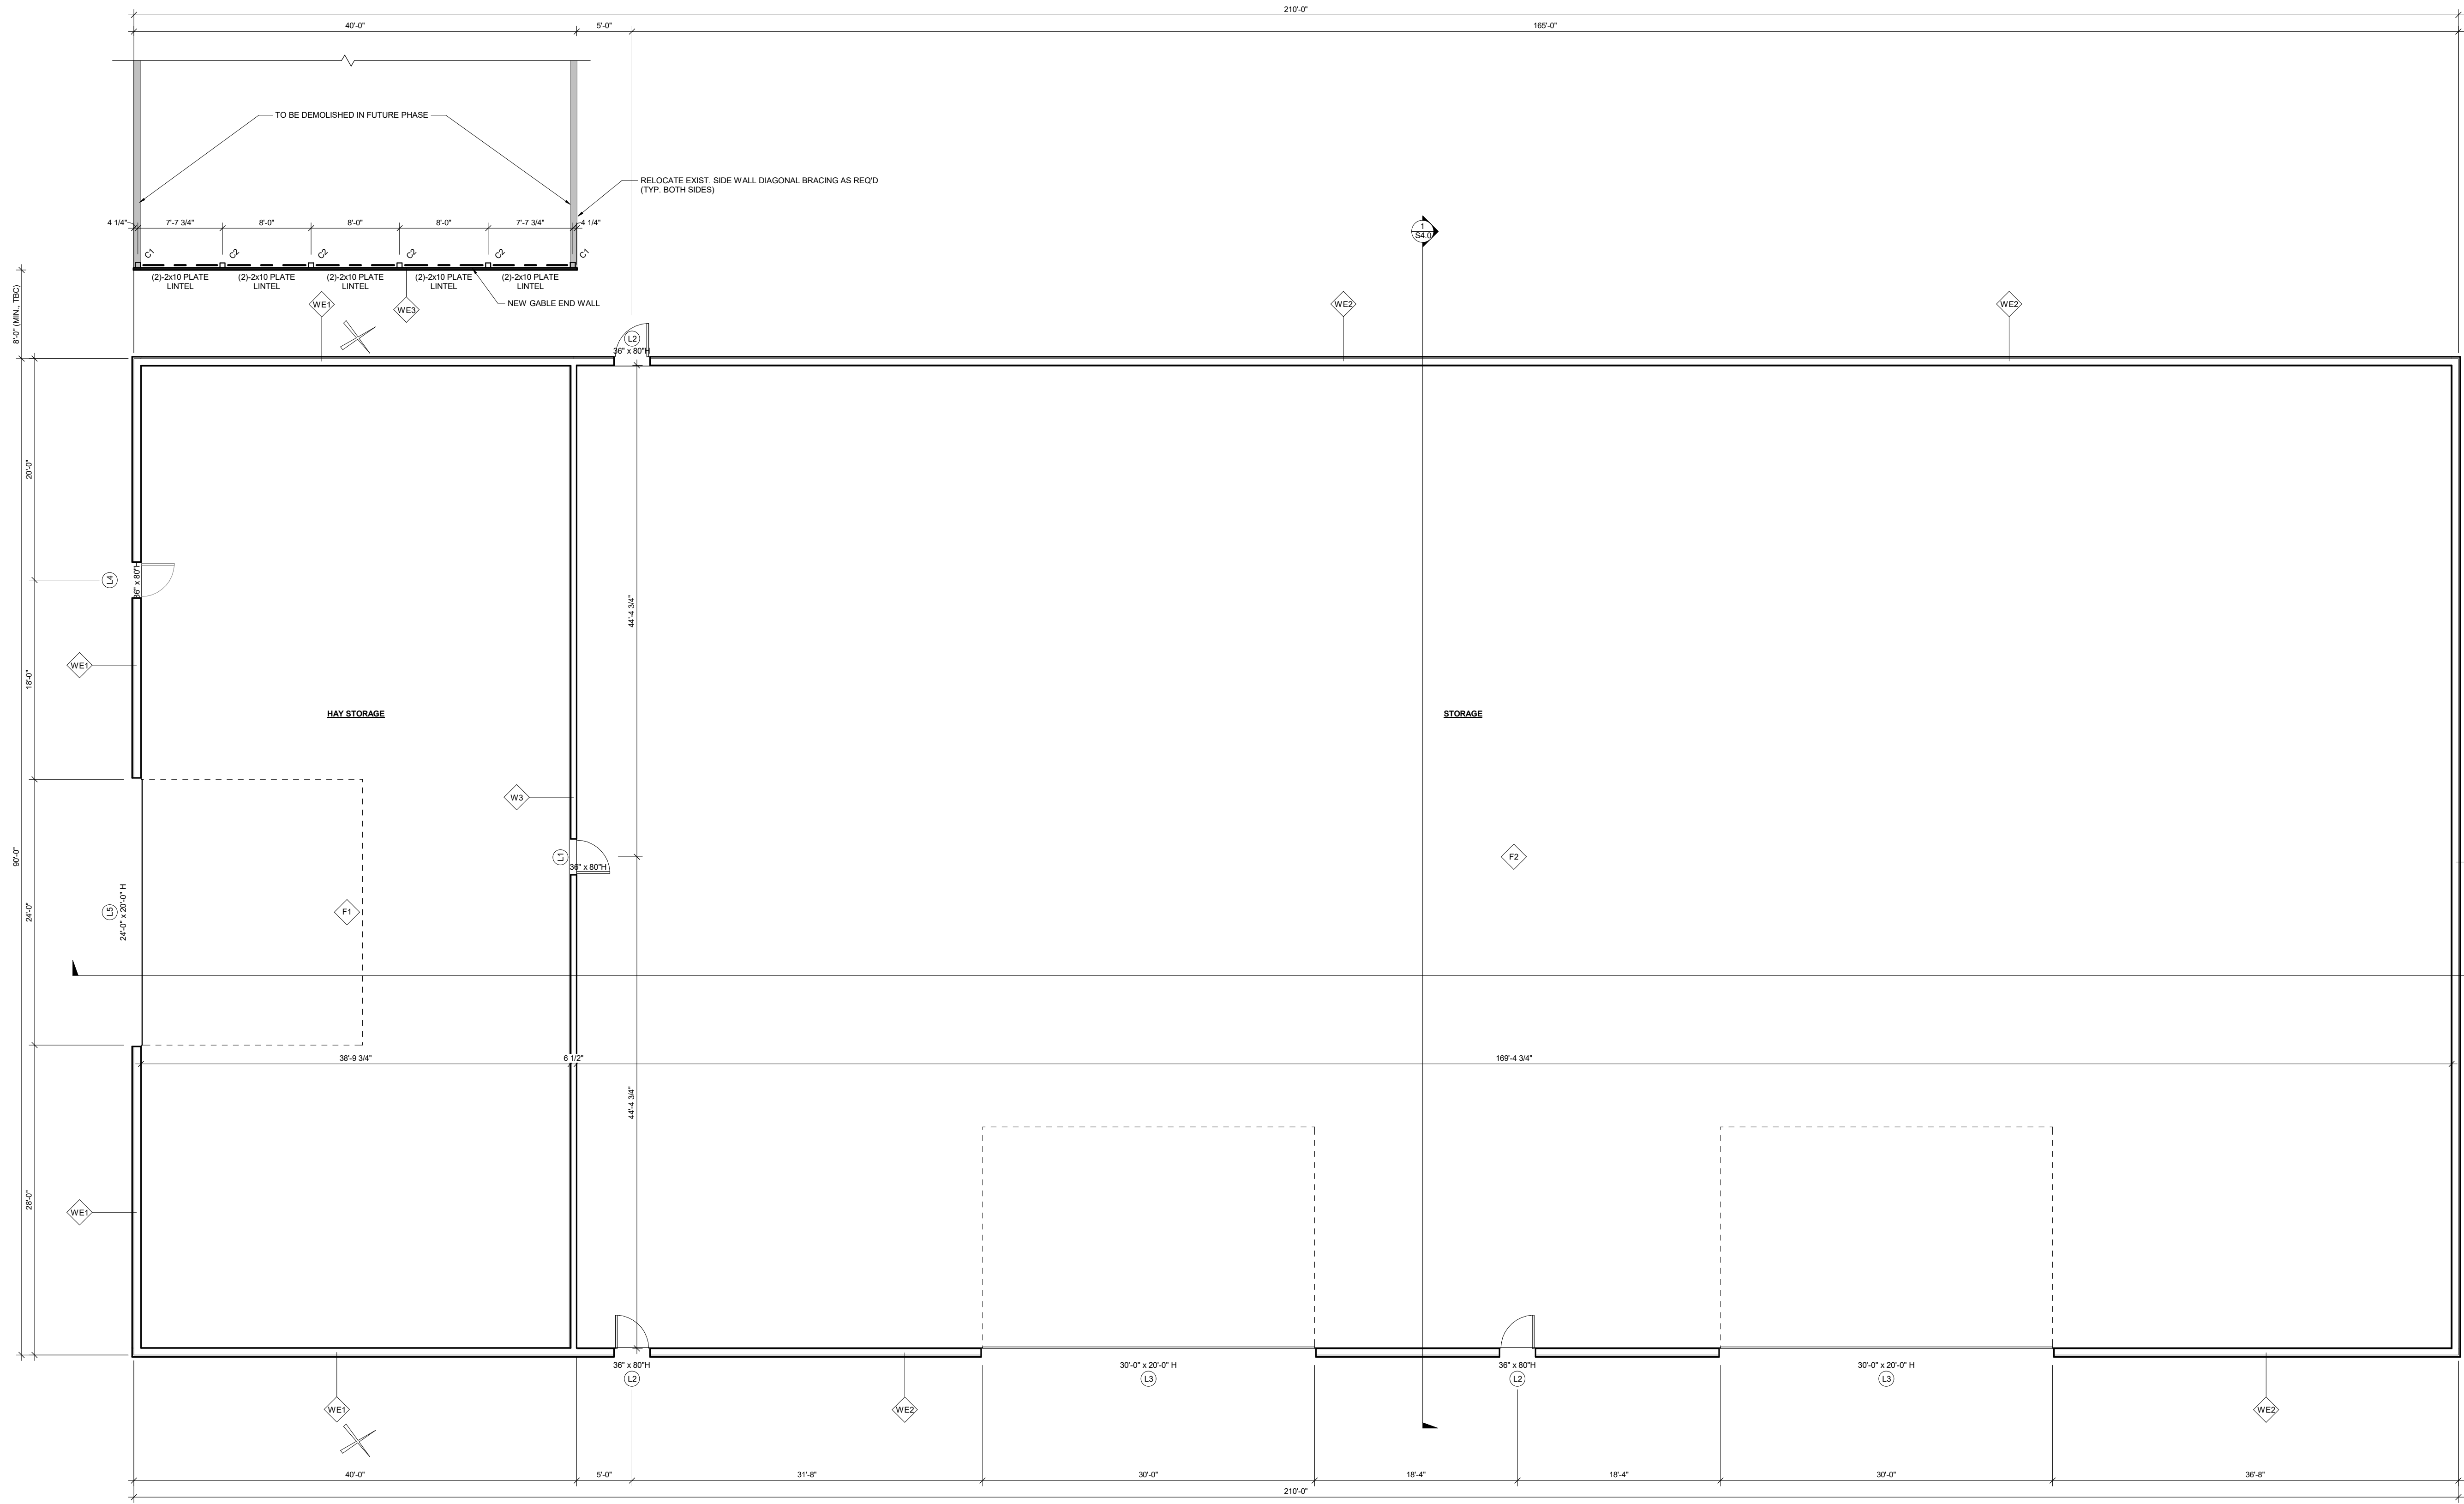 210'-0"
40'-0"
5'-0"
165'-0"
TO BE DEMOLISHED IN FUTURE PHASE
RELOCATE EXIST. SIDE WALL DIAGONAL BRACING AS REQ'D
(TYP. BOTH SIDES)
4 1/4"
7'-7 3/4"
8'-0"
8'-0"
8'-0"
7'-7 3/4"
4 1/4"
1
S4.0
C1
C2
C2
C2
C2
C1
(2)-2x10 PLATE
LINTEL
(2)-2x10 PLATE
LINTEL
(2)-2x10 PLATE
LINTEL
(2)-2x10 PLATE
LINTEL
(2)-2x10 PLATE
LINTEL
NEW GABLE END WALL
8'-0" (MIN., TBC)
WE1
WE3
WE2
WE2
L2
36" x 80"H
20'-0"
L4
36" x 80"H
44'-4 3/4"
18'-0"
WE1
HAY STORAGE
STORAGE
W3
90'-0"
L1
36" x 80"H
F2
24'-0"
L5
24'-0" x 20'-0" H
F1
38'-9 3/4"
6 1/2"
169'-4 3/4"
44'-4 3/4"
28'-0"
WE1
36" x 80"H
L2
30'-0" x 20'-0" H
L3
36" x 80"H
L2
30'-0" x 20'-0" H
L3
WE1
WE2
WE2
40'-0"
5'-0"
31'-8"
30'-0"
18'-4"
18'-4"
30'-0"
36'-8"
210'-0"